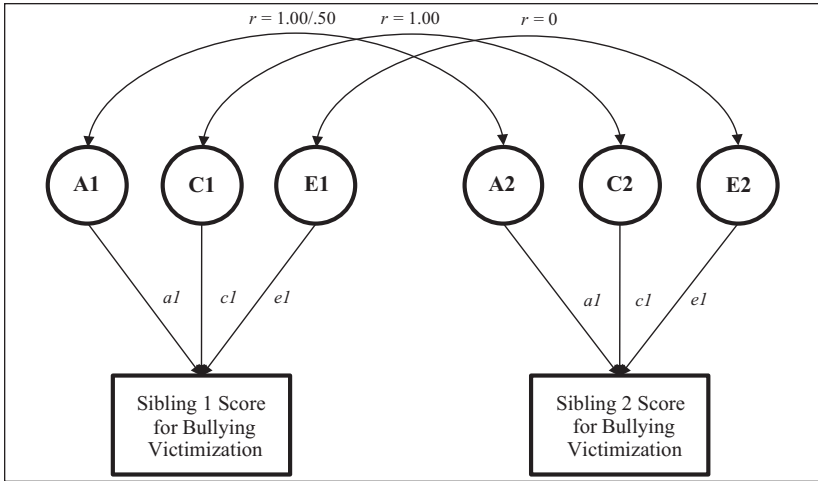 r = 1.00/.50
r = 1.00
r = 0
A1
C1
E1
A2
C2
E2
a1
c1
e1
a1
c1
e1
Sibling 1 Score
for Bullying
Victimization
Sibling 2 Score
for Bullying
Victimization